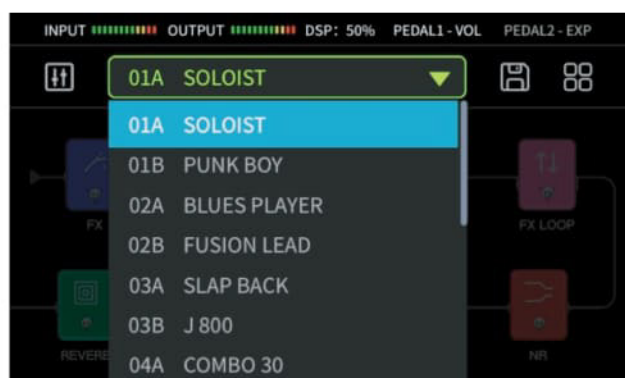 INPUT OUTPUT DSP: 50% PEDAL1 - VOL PEDAL2 - EXP
01A SOLOIST
01A SOLOIST
01B PUNK BOY
02A BLUES PLAYER
02B FUSION LEAD
03A SLAP BACK
03B J 800
04A COMBO 30
FX
FX LOOP
REVERB
NR